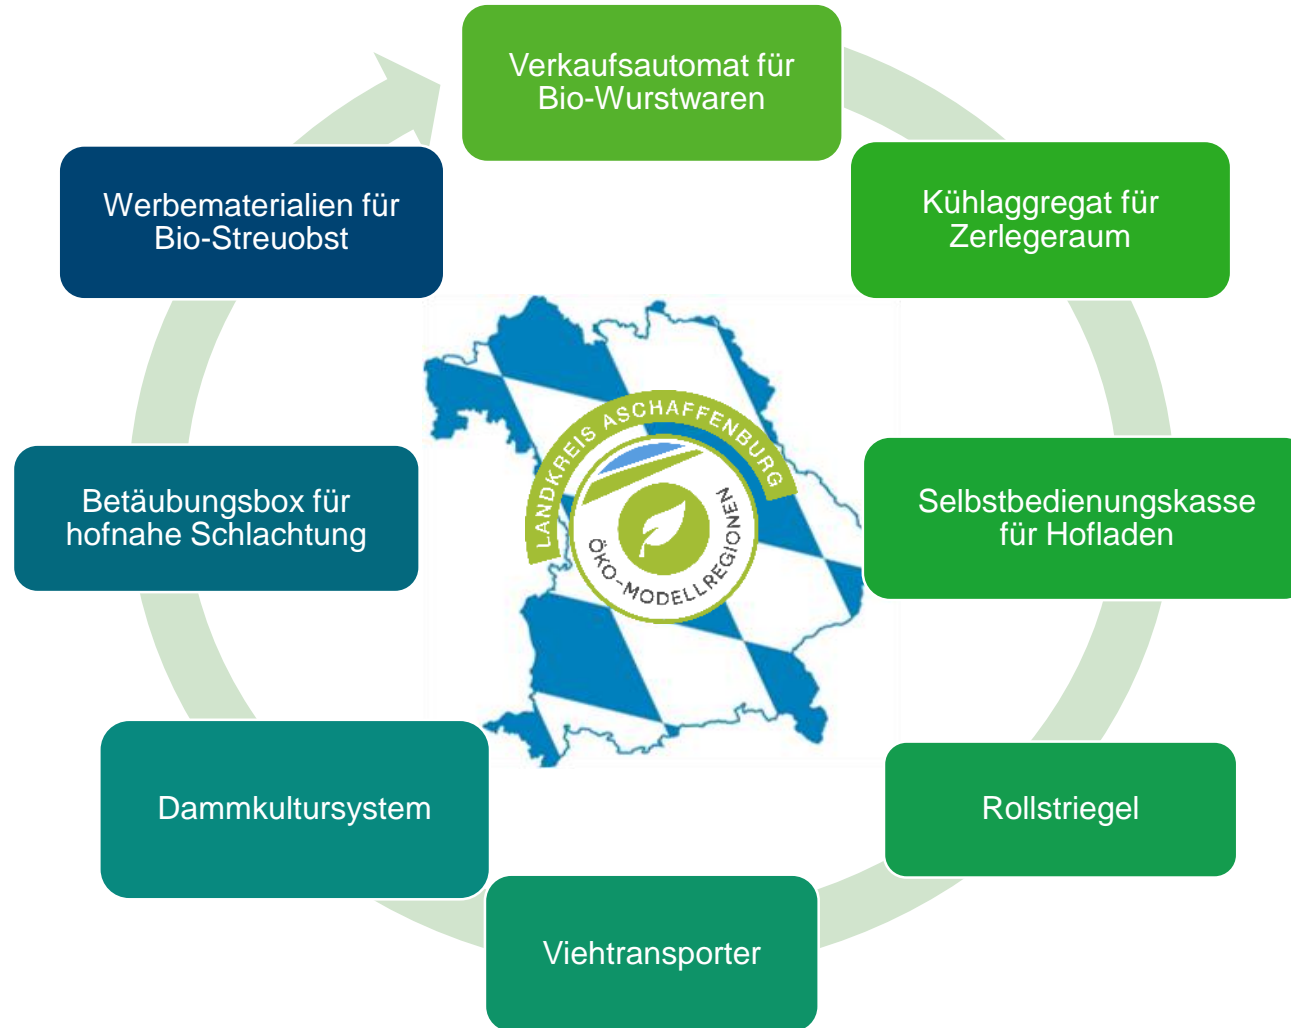 Verkaufsautomat für
Bio-Wurstwaren
Kühlaggregat für
Zerlegeraum
Selbstbedienungskasse
für Hofladen
Rollstriegel
Viehtransporter
Dammkultursystem
Betäubungsbox für
hofnahe Schlachtung
Werbematerialien für
Bio-Streuobst
LANDKREIS ASCHAFFENBURG
ÖKO-MODELLREGIONEN